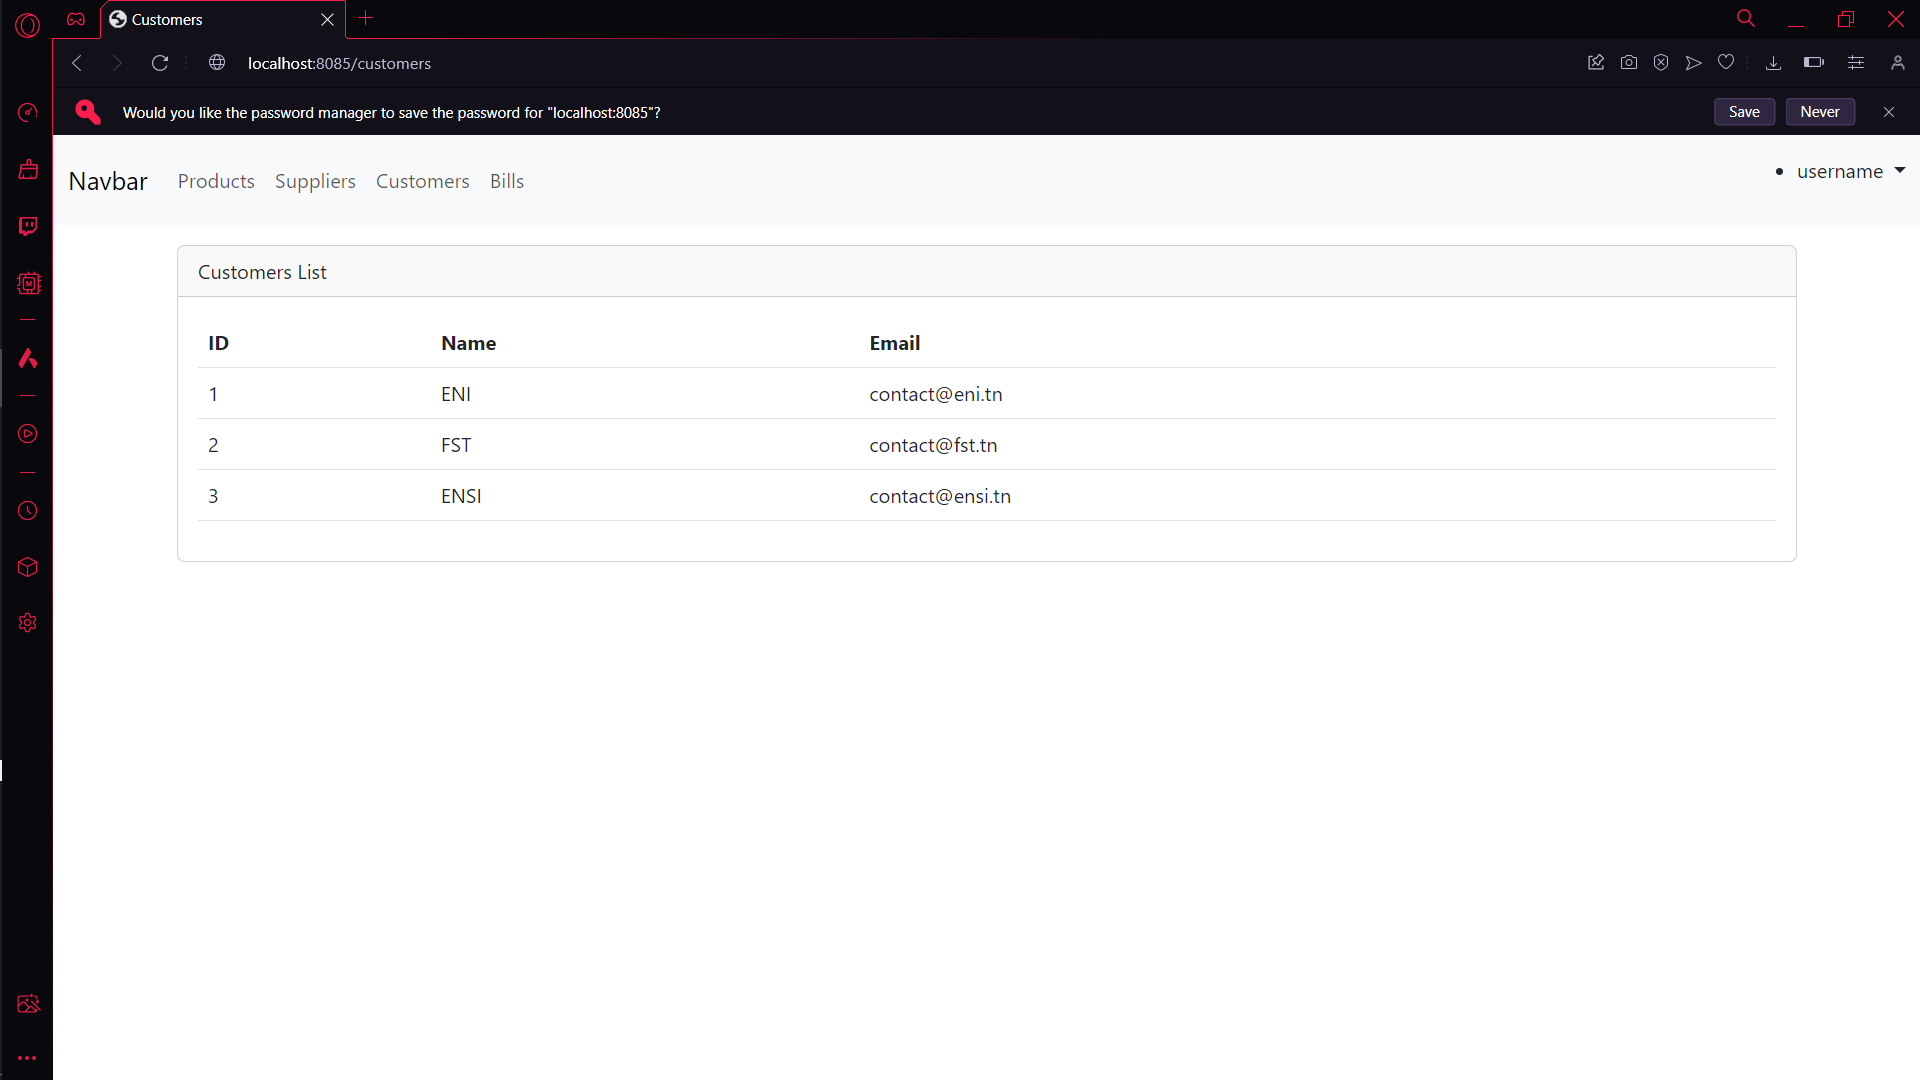 Customers
localhost:8085/customers
Would you like the password manager to save the password for "localhost:8085"?
Save
Never
Navbar
Products
Suppliers
Customers
Bills
username
Customers List
ID
Name
Email
1
ENI
contact@eni.tn
2
FST
contact@fst.tn
3
ENSI
contact@ensi.tn